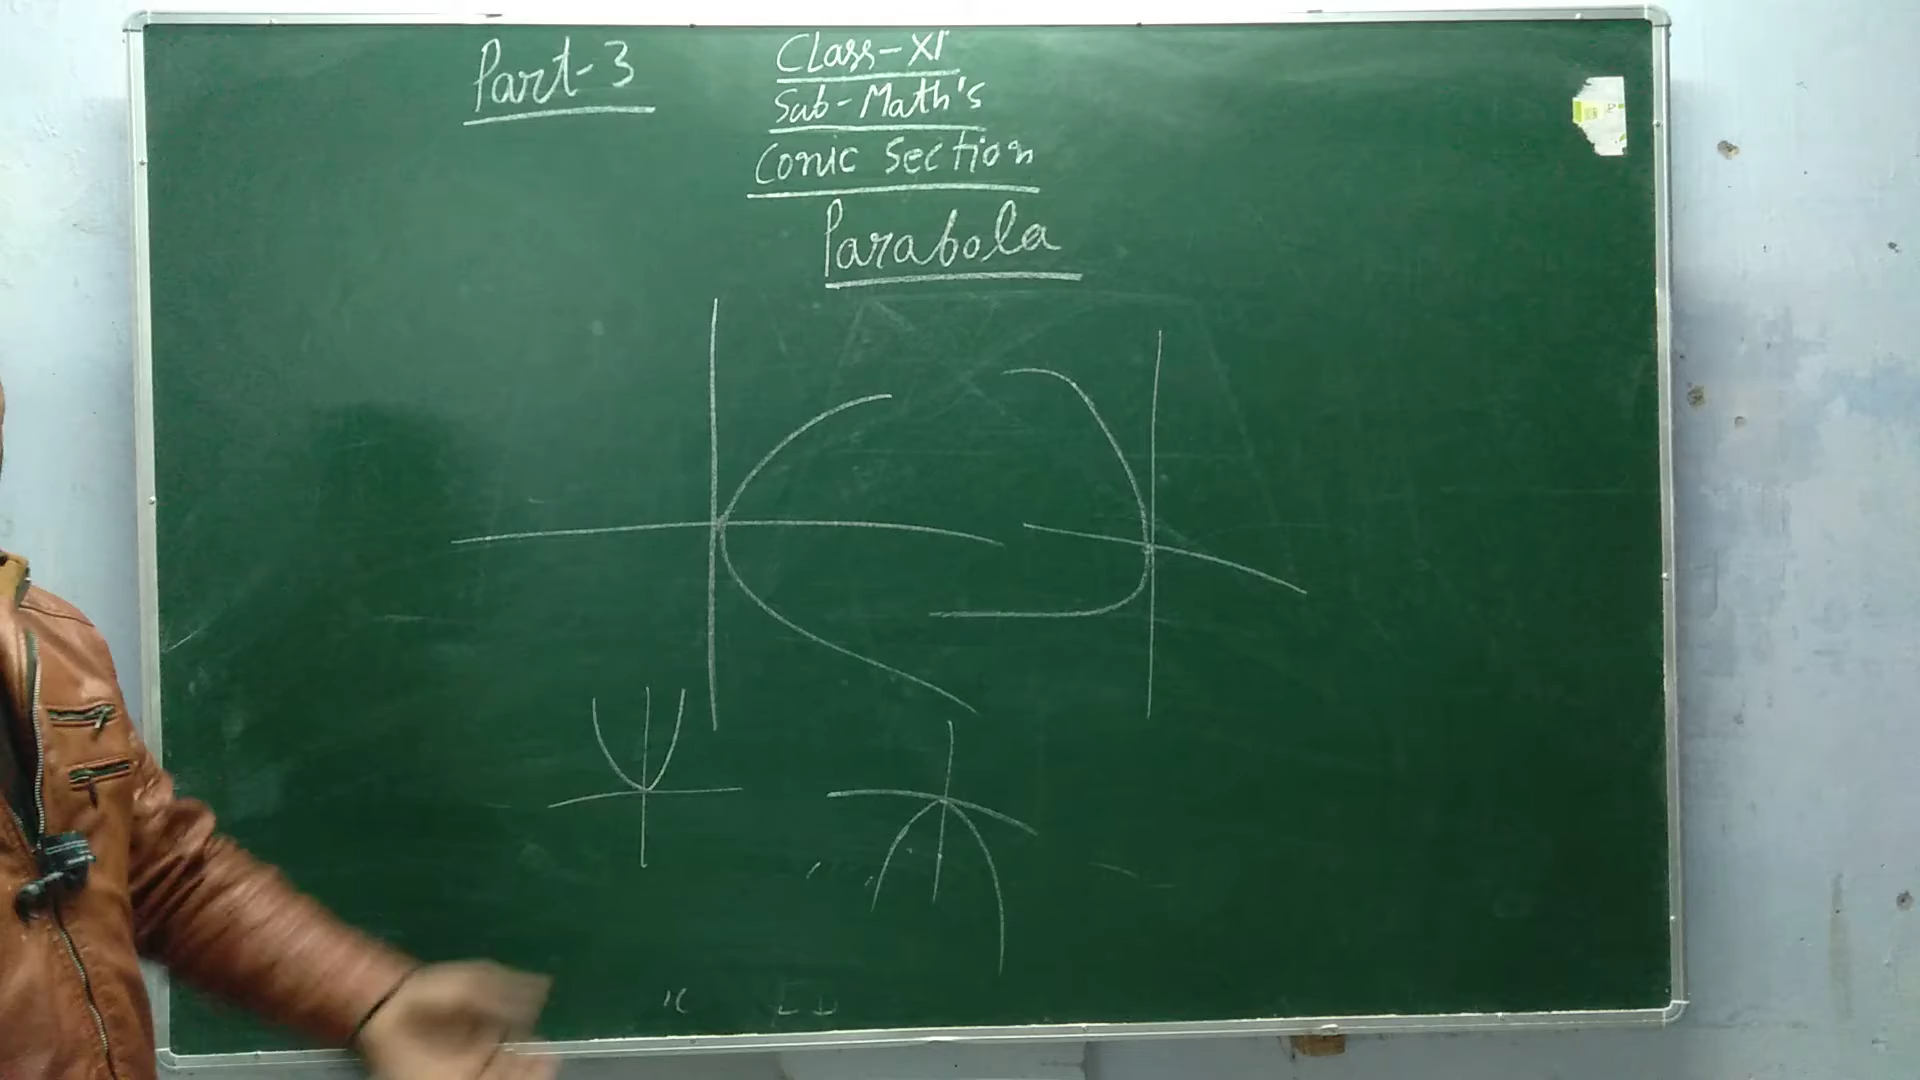 Part-3
Class-XI
Sub-Math's
Conic Section
Parabola